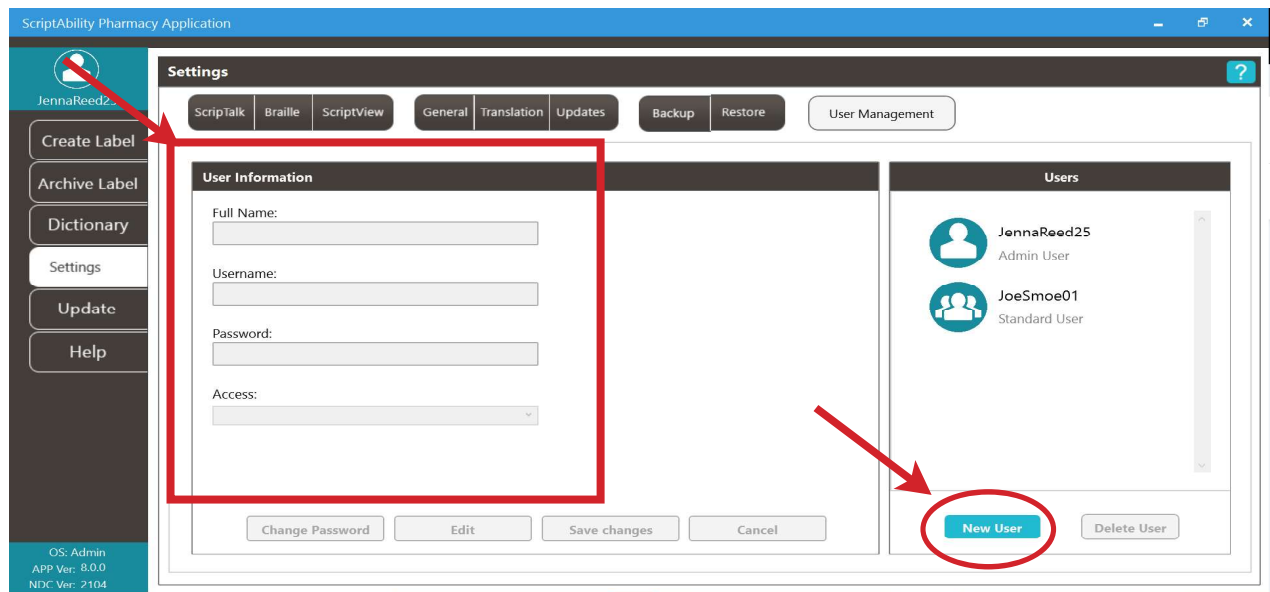 ScriptAbility Pharmacy Application
JennaReed25
Create Label
Archive Label
Dictionary
Settings
Update
Help
OS: Admin
APP Ver: 8.0.0
NDC Ver: 2104
Settings
?
ScripTalk Braille ScriptView General Translation Updates Backup Restore User Management
User Information
Full Name:
Username:
Password:
Access:
Change Password Edit Save changes Cancel
Users
JennaReed25
Admin User
JoeSmoe01
Standard User
New User Delete User